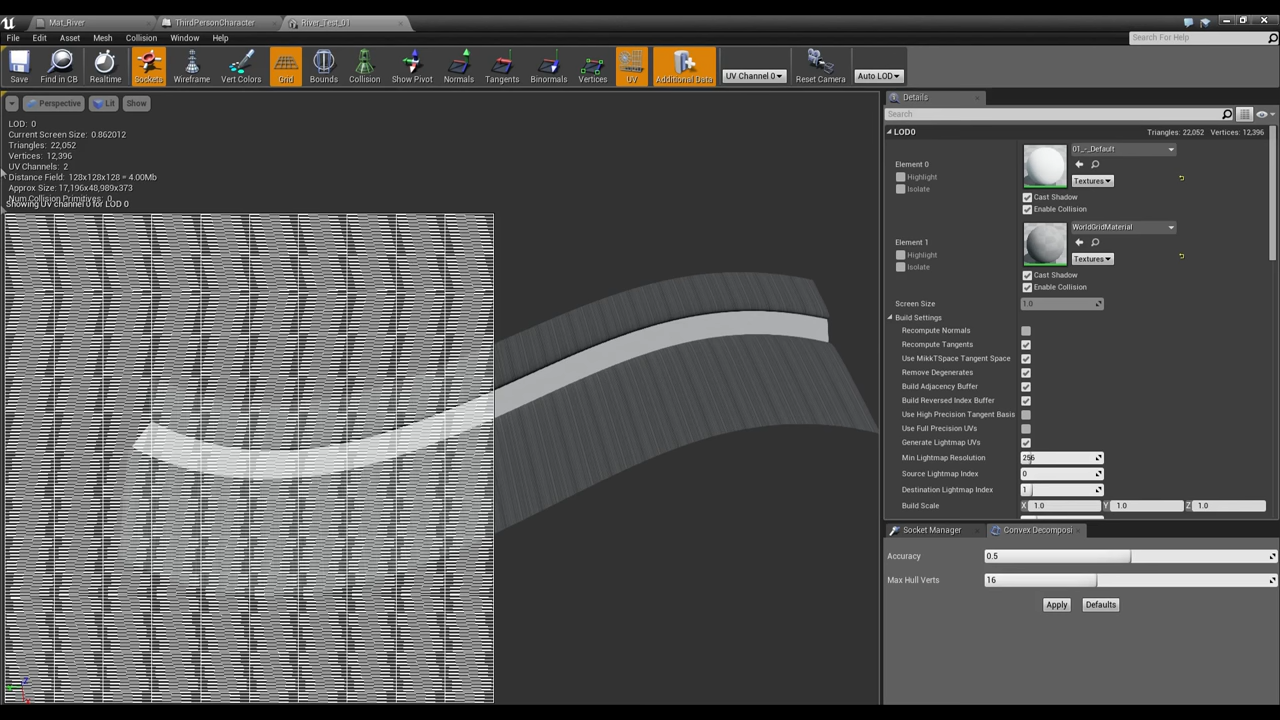 Mat_River
ThirdPersonCharacter
River_Test_01
File Edit Asset Mesh Collision Window Help
Search For Help
Save
Find in CB
Realtime
Sockets
Wireframe
Vert Colors
Grid
Bounds
Collision
Show Pivot
Normals
Tangents
Binormals
Vertices
UV
Additional Data
UV Channel 0
Reset Camera
Auto LOD
Perspective
Lit
Show
LOD: 0
Current Screen Size: 0.862012
Triangles: 22,052
Vertices: 12,396
UV Channels: 2
Distance Field: 128x128x128 = 4.00Mb
Approx Size: 17,196x48,989x373
Num Collision Primitives: 0
Showing UV channel 0 for LOD 0
Details
Search
LOD0
Triangles: 22,052 Vertices: 12,396
Element 0
Highlight
Isolate
01_-_Default
Textures
Cast Shadow
Enable Collision
Element 1
Highlight
Isolate
WorldGridMaterial
Textures
Cast Shadow
Enable Collision
Screen Size 1.0
Build Settings
Recompute Normals
Recompute Tangents
Use MikkTSpace Tangent Space
Remove Degenerates
Build Adjacency Buffer
Build Reversed Index Buffer
Use High Precision Tangent Basis
Use Full Precision UVs
Generate Lightmap UVs
Min Lightmap Resolution 256
Source Lightmap Index 0
Destination Lightmap Index 1
Build Scale X 1.0 Y 1.0 Z 1.0
Socket Manager
Convex Decomposi
Accuracy 0.5
Max Hull Verts 16
Apply
Defaults